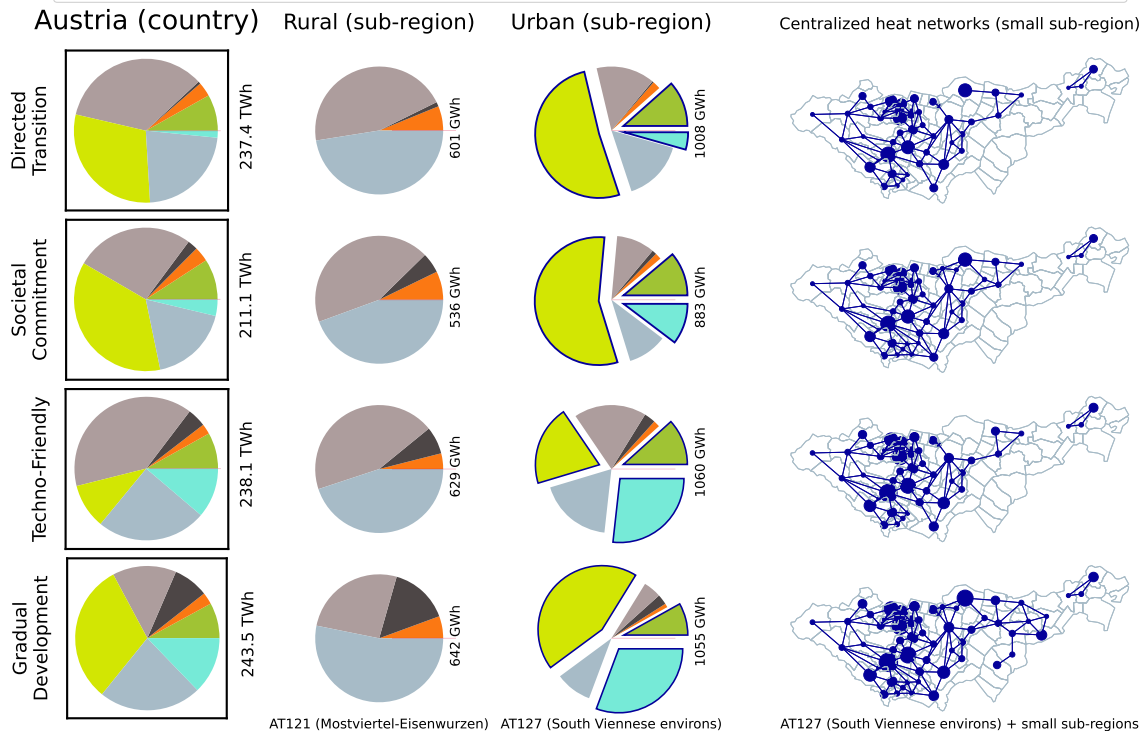 Austria (country)
Rural (sub-region)
Urban (sub-region)
Centralized heat networks (small sub-region)
Directed
Transition
237.4 TWh
601 GWh
1008 GWh
Societal
Commitment
211.1 TWh
536 GWh
883 GWh
Techno-Friendly
238.1 TWh
629 GWh
1060 GWh
Gradual
Development
243.5 TWh
642 GWh
1055 GWh
AT121 (Mostviertel-Eisenwurzen)
AT127 (South Viennese environs)
AT127 (South Viennese environs) + small sub-regions